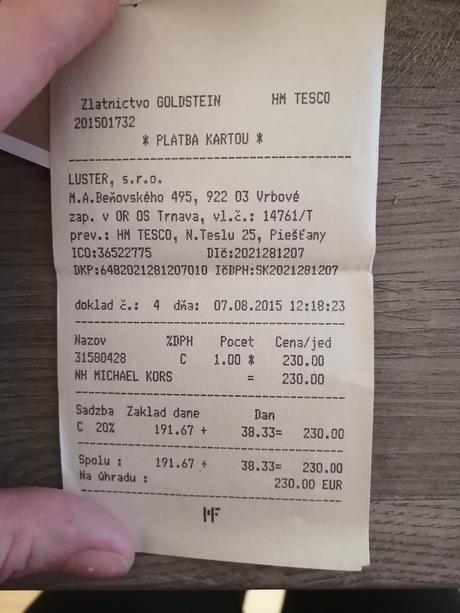 Zlatnictvo GOLDSTEIN HM TESCO
201501732
* PLATBA KARTOU *
LUSTER, s.r.o.
M.A.Beňovského 495, 922 03 Vrbové
zap. v OR OS Trnava, vl.č.: 14761/T
prev.: HM TESCO, N.Teslu 25, Piešťany
ICO:36522775 DIč:2021281207
DKP:6482021281207010 IčDPH:SK2021281207
doklad č.: 4 dňa: 07.08.2015 12:18:23
Nazov %DPH Pocet Cena/jed
31580428 C 1.00 * 230.00
NH MICHAEL KORS = 230.00
Sadzba Zaklad dane Dan
C 20% 191.67 + 38.33= 230.00
Spolu : 191.67 + 38.33= 230.00
Na úhradu : 230.00 EUR
MF